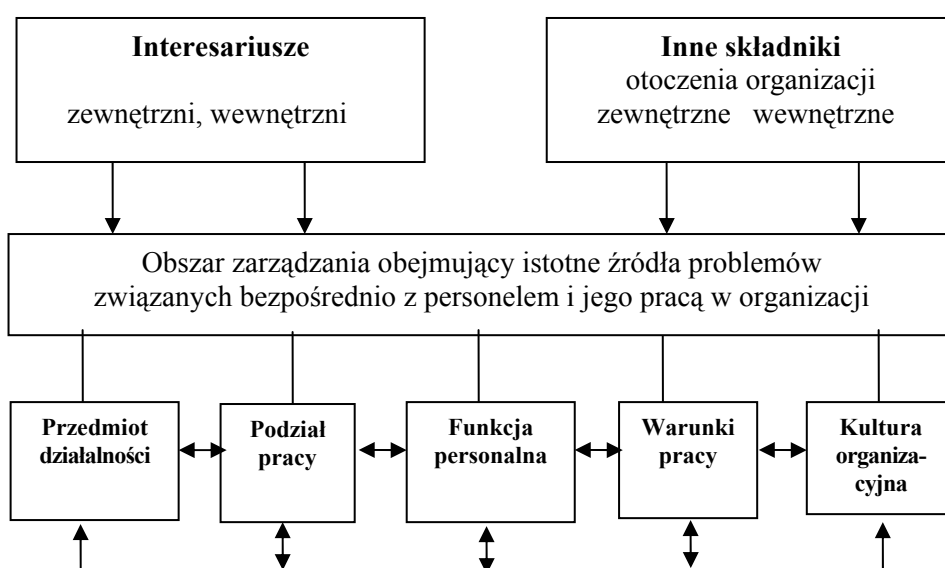 Interesariusze
zewnętrzni, wewnętrzni
Inne składniki
otoczenia organizacji
zewnętrzne wewnętrzne
Obszar zarządzania obejmujący istotne źródła problemów
związanych bezpośrednio z personelem i jego pracą w organizacji
Przedmiot
działalności
Podział
pracy
Funkcja
personalna
Warunki
pracy
Kultura
organiza-
cyjna